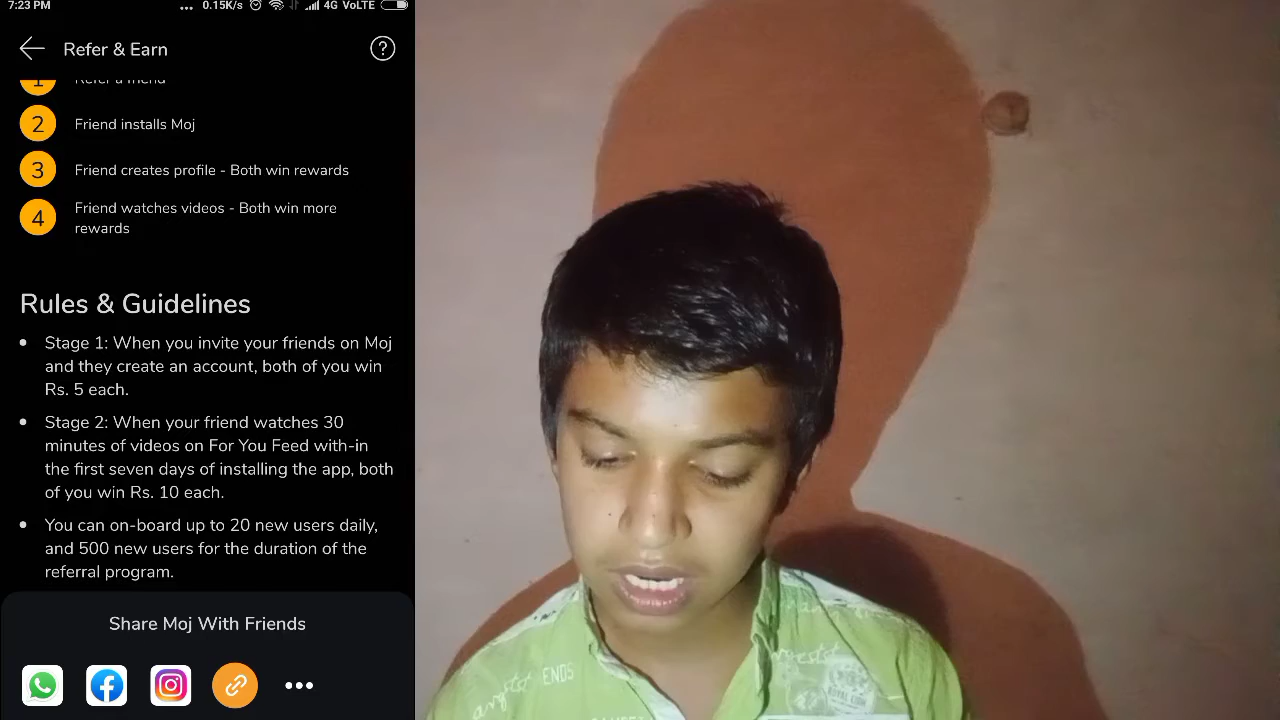 7:23 PM
... 0.15K/s 4G VoLTE
Refer & Earn
?
1 Refer a friend
2 Friend installs Moj
3 Friend creates profile - Both win rewards
4 Friend watches videos - Both win more
rewards
Rules & Guidelines
• Stage 1: When you invite your friends on Moj
and they create an account, both of you win
Rs. 5 each.
• Stage 2: When your friend watches 30
minutes of videos on For You Feed with-in
the first seven days of installing the app, both
of you win Rs. 10 each.
• You can on-board up to 20 new users daily,
and 500 new users for the duration of the
referral program.
Share Moj With Friends
ENDS